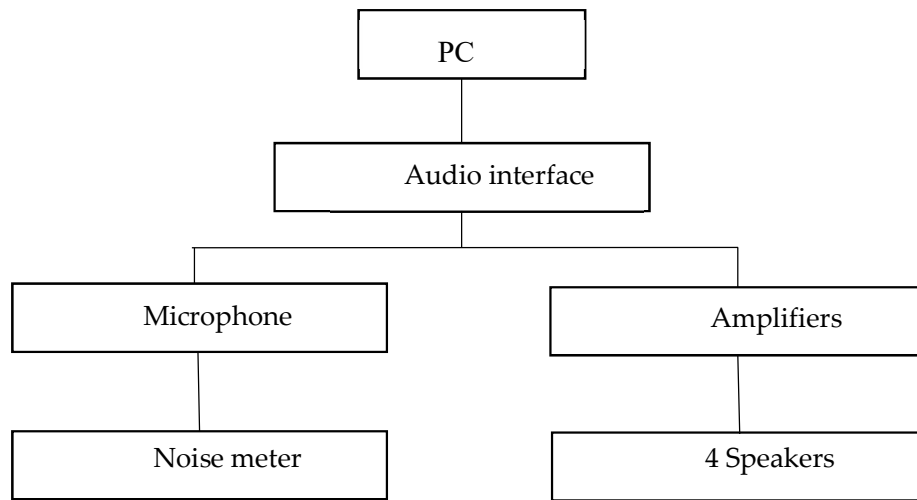 PC
Audio interface
Microphone
Amplifiers
Noise meter
4 Speakers